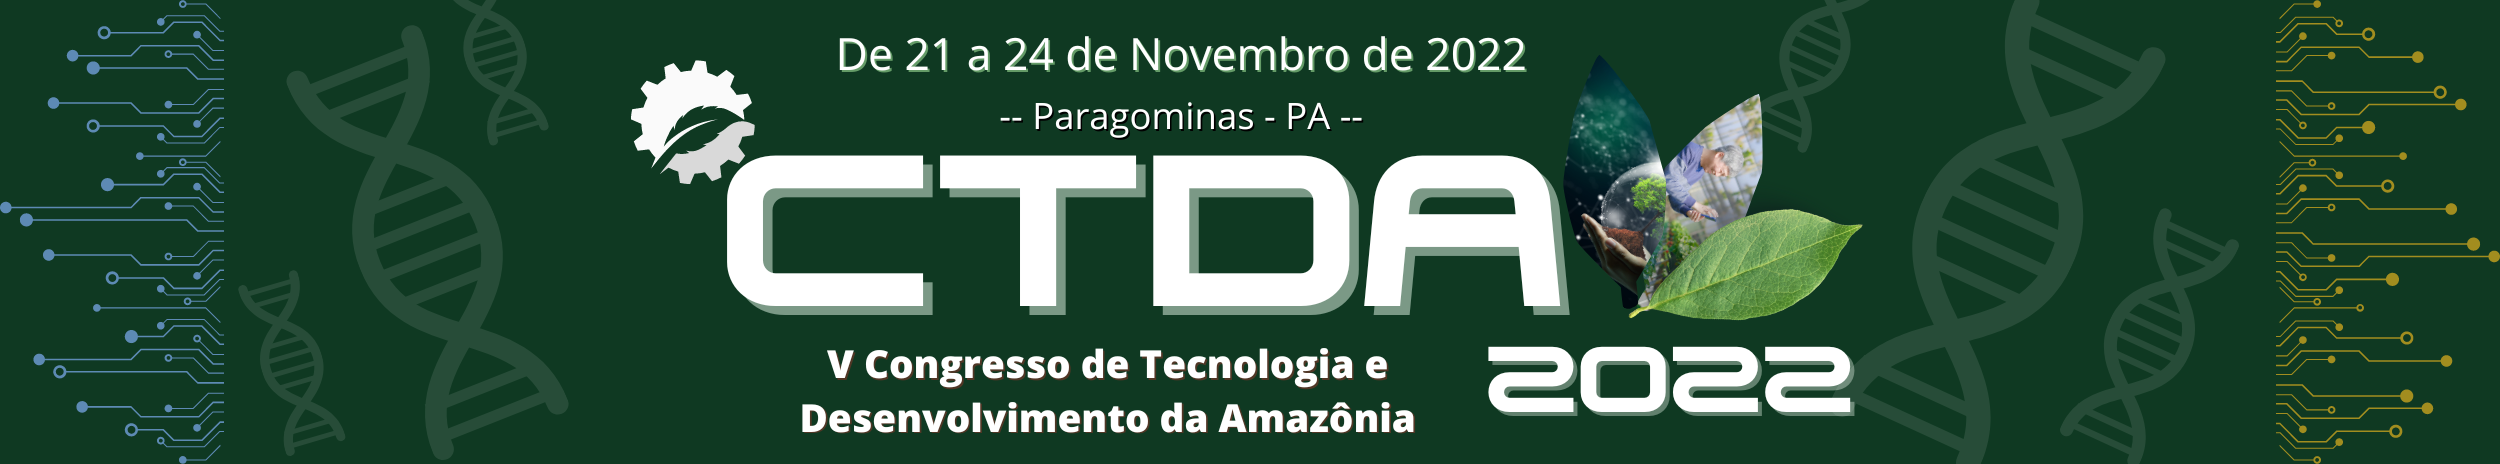 De 21 a 24 de Novembro de 2022
-- Paragominas - PA --
CTDA
V Congresso de Tecnologia e
Desenvolvimento da Amazônia
2022